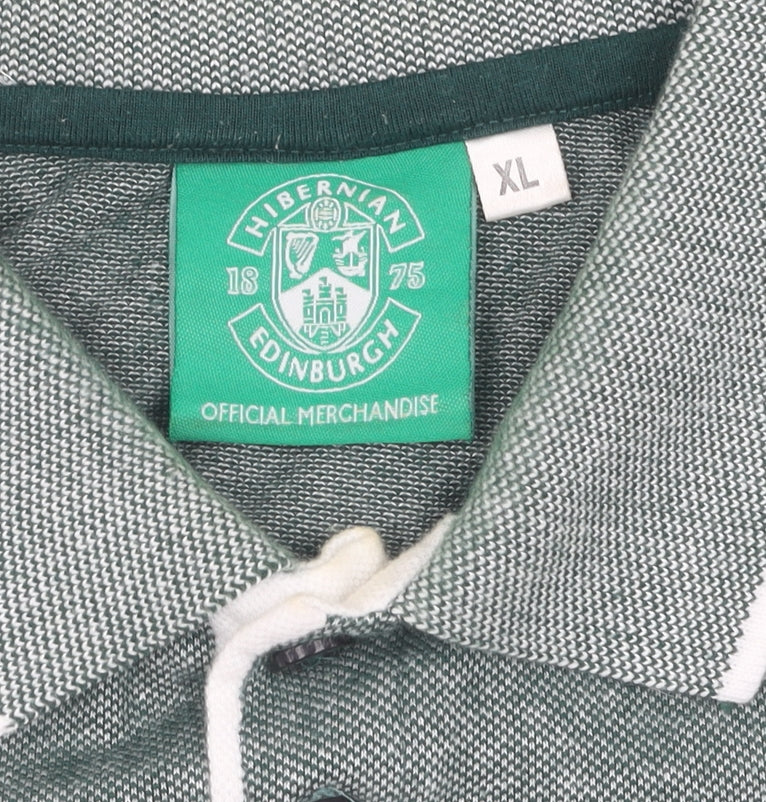 XL
HIBERNIAN
18 75
EDINBURGH
OFFICIAL MERCHANDISE